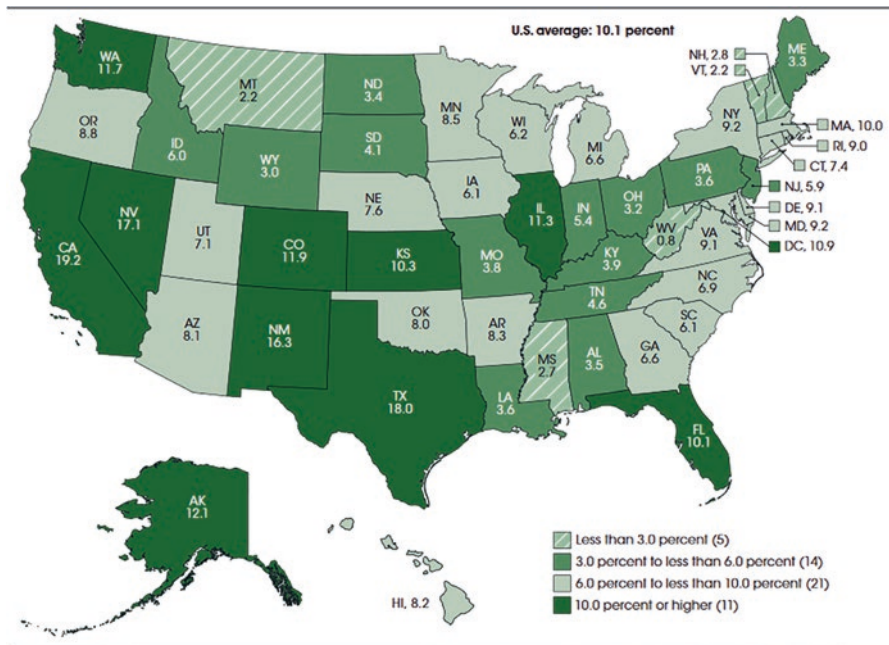 U.S. average: 10.1 percent
WA
11.7
OR
8.8
CA
19.2
NV
17.1
ID
6.0
MT
2.2
WY
3.0
UT
7.1
AZ
8.1
CO
11.9
NM
16.3
ND
3.4
SD
4.1
NE
7.6
KS
10.3
OK
8.0
TX
18.0
MN
8.5
IA
6.1
MO
3.8
AR
8.3
LA
3.6
WI
6.2
IL
11.3
MI
6.6
IN
5.4
OH
3.2
KY
3.9
TN
4.6
MS
2.7
AL
3.5
GA
6.6
FL
10.1
SC
6.1
NC
6.9
VA
9.1
WV
0.8
PA
3.6
NY
9.2
ME
3.3
NH, 2.8
VT, 2.2
MA, 10.0
RI, 9.0
CT, 7.4
NJ, 5.9
DE, 9.1
MD, 9.2
DC, 10.9
AK
12.1
HI, 8.2
Less than 3.0 percent (5)
3.0 percent to less than 6.0 percent (14)
6.0 percent to less than 10.0 percent (21)
10.0 percent or higher (11)